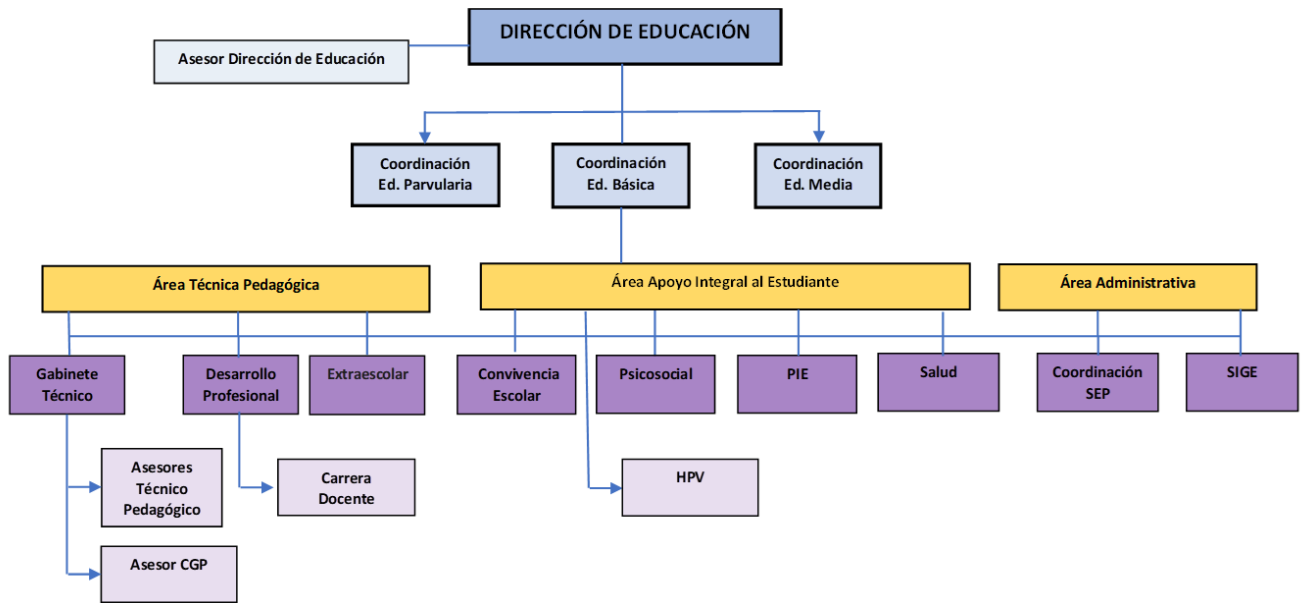 DIRECCIÓN DE EDUCACIÓN
Asesor Dirección de Educación
Coordinación
Ed. Parvularia
Coordinación
Ed. Básica
Coordinación
Ed. Media
Área Técnica Pedagógica
Área Apoyo Integral al Estudiante
Área Administrativa
Gabinete
Técnico
Desarrollo
Profesional
Extraescolar
Convivencia
Escolar
Psicosocial
PIE
Salud
Coordinación
SEP
SIGE
Asesores
Técnico
Pedagógico
Carrera
Docente
HPV
Asesor CGP